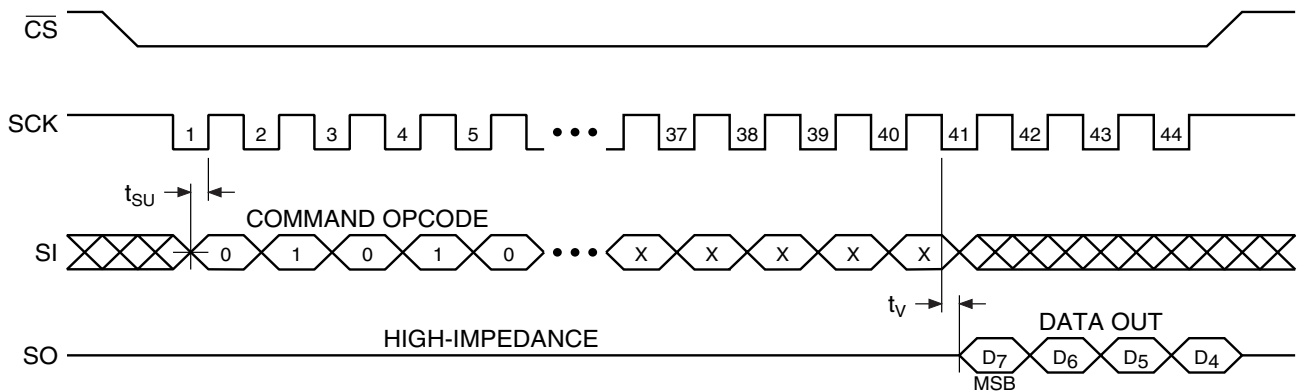 CS
SCK 1 2 3 4 5 ••• 37 38 39 40 41 42 43 44
tSU
COMMAND OPCODE
SI 0 1 0 1 0 ••• X X X X X
tV
HIGH-IMPEDANCE
DATA OUT
SO D7 D6 D5 D4
MSB